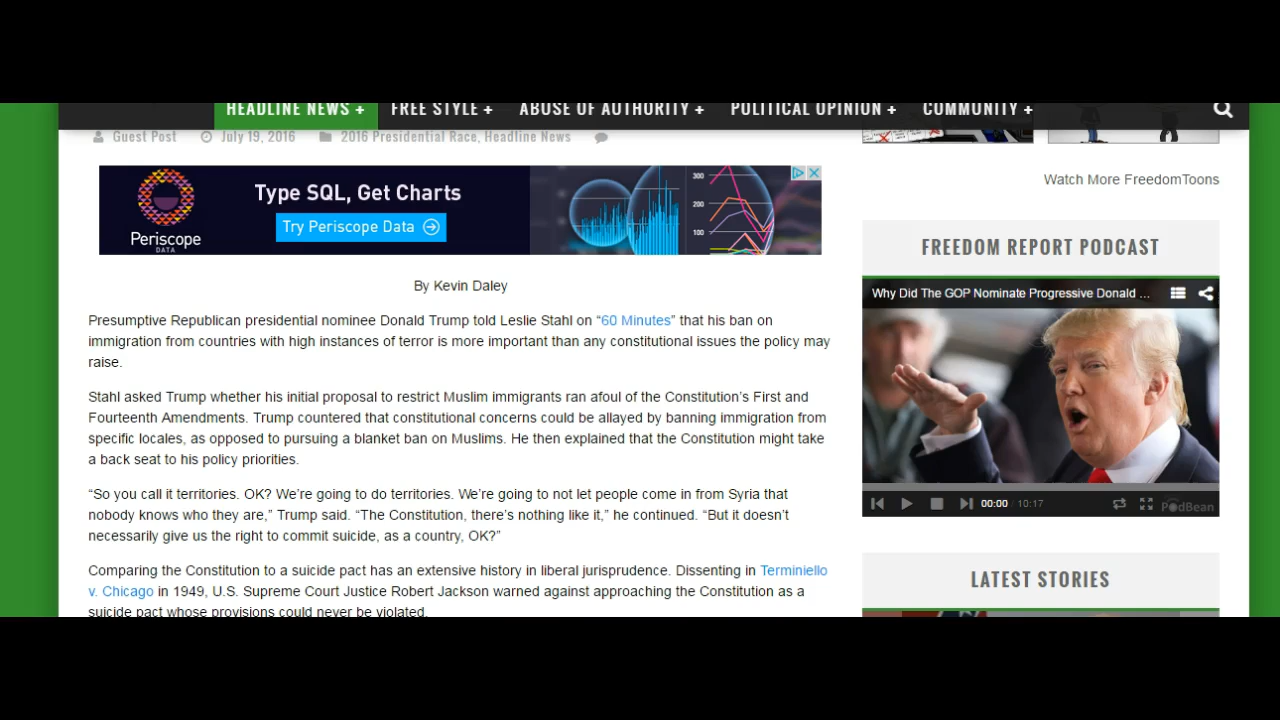 HEADLINE NEWS + FREE STYLE + ABUSE OF AUTHORITY + POLITICAL OPINION + COMMUNITY +
Guest Post July 19, 2016 2016 Presidential Race, Headline News
Type SQL, Get Charts
Try Periscope Data
Periscope
DATA
300
200
100
By Kevin Daley
Presumptive Republican presidential nominee Donald Trump told Leslie Stahl on “60 Minutes” that his ban on
immigration from countries with high instances of terror is more important than any constitutional issues the policy may
raise.
Stahl asked Trump whether his initial proposal to restrict Muslim immigrants ran afoul of the Constitution’s First and
Fourteenth Amendments. Trump countered that constitutional concerns could be allayed by banning immigration from
specific locales, as opposed to pursuing a blanket ban on Muslims. He then explained that the Constitution might take
a back seat to his policy priorities.
“So you call it territories. OK? We’re going to do territories. We’re going to not let people come in from Syria that
nobody knows who they are,” Trump said. “The Constitution, there’s nothing like it,” he continued. “But it doesn’t
necessarily give us the right to commit suicide, as a country, OK?”
Comparing the Constitution to a suicide pact has an extensive history in liberal jurisprudence. Dissenting in Terminiello
v. Chicago in 1949, U.S. Supreme Court Justice Robert Jackson warned against approaching the Constitution as a
suicide pact whose provisions could never be violated.
Watch More FreedomToons
FREEDOM REPORT PODCAST
Why Did The GOP Nominate Progressive Donald ...
00:00 / 10:17
PodBean
LATEST STORIES